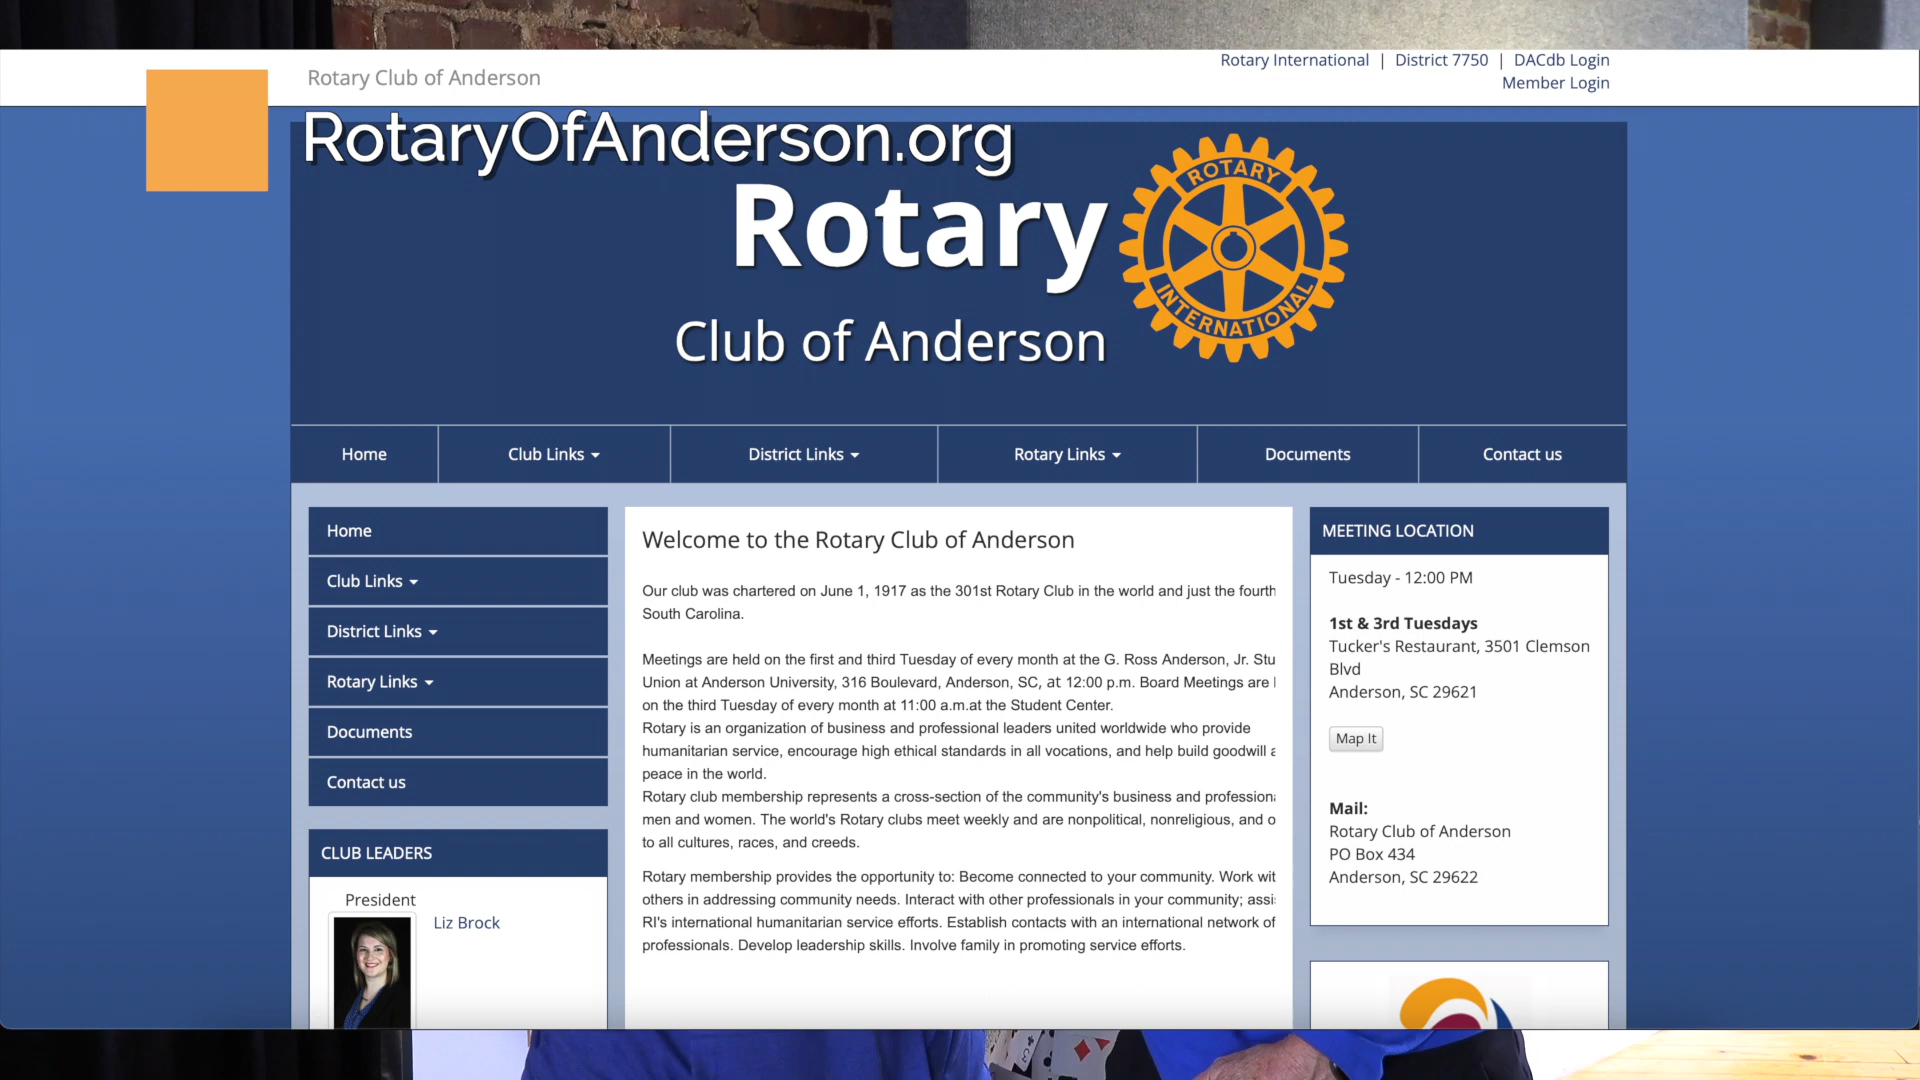 Rotary Club of Anderson
Rotary International | District 7750 | DACdb Login
Member Login
RotaryOfAnderson.org
Rotary
Club of Anderson
ROTARY
INTERNATIONAL
Home
Club Links
District Links
Rotary Links
Documents
Contact us
Home
Club Links
District Links
Rotary Links
Documents
Contact us
CLUB LEADERS
President
Liz Brock
Welcome to the Rotary Club of Anderson
Our club was chartered on June 1, 1917 as the 301st Rotary Club in the world and just the fourth
South Carolina.
Meetings are held on the first and third Tuesday of every month at the G. Ross Anderson, Jr. Stu
Union at Anderson University, 316 Boulevard, Anderson, SC, at 12:00 p.m. Board Meetings are
on the third Tuesday of every month at 11:00 a.m.at the Student Center.
Rotary is an organization of business and professional leaders united worldwide who provide
humanitarian service, encourage high ethical standards in all vocations, and help build goodwill
peace in the world.
Rotary club membership represents a cross-section of the community's business and profession
men and women. The world's Rotary clubs meet weekly and are nonpolitical, nonreligious, and o
to all cultures, races, and creeds.
Rotary membership provides the opportunity to: Become connected to your community. Work wit
others in addressing community needs. Interact with other professionals in your community; assi
RI's international humanitarian service efforts. Establish contacts with an international network of
professionals. Develop leadership skills. Involve family in promoting service efforts.
MEETING LOCATION
Tuesday - 12:00 PM
1st & 3rd Tuesdays
Tucker's Restaurant, 3501 Clemson
Blvd
Anderson, SC 29621
Map It
Mail:
Rotary Club of Anderson
PO Box 434
Anderson, SC 29622